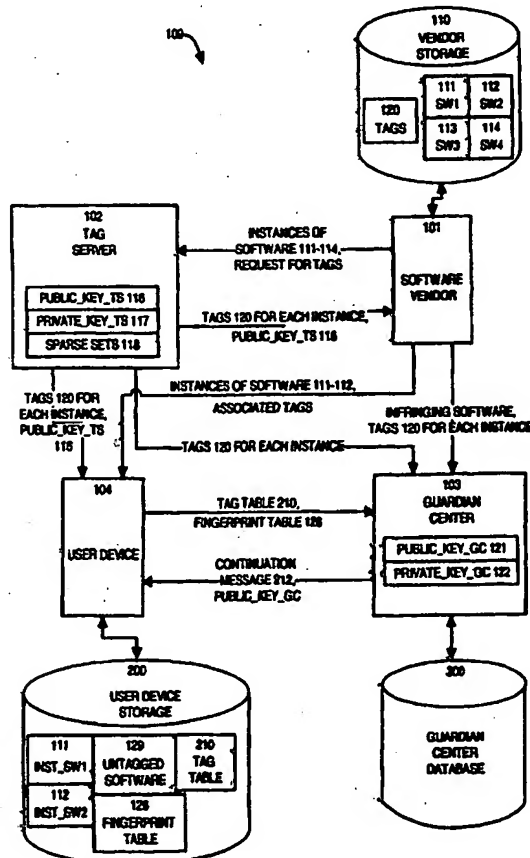 109
110
VENDOR
STORAGE
120
TAGS
111
SW1
112
SW2
113
SW3
114
SW4
102
TAG
SERVER
PUBLIC_KEY_TS 116
PRIVATE_KEY_TS 117
SPARSE SETS 118
INSTANCES OF
SOFTWARE 111-114,
REQUEST FOR TAGS
101
SOFTWARE
VENDOR
TAGS 120 FOR EACH INSTANCE,
PUBLIC_KEY_TS 116
TAGS 120 FOR
EACH INSTANCE,
PUBLIC_KEY_TS
116
INSTANCES OF SOFTWARE 111-112,
ASSOCIATED TAGS
INFRINGING SOFTWARE,
TAGS 120 FOR EACH INSTANCE
TAGS 120 FOR EACH INSTANCE
104
USER DEVICE
TAG TABLE 210,
FINGERPRINT TABLE 126
CONTINUATION
MESSAGE 212,
PUBLIC_KEY_GC
103
GUARDIAN
CENTER
PUBLIC_KEY_GC 121
PRIVATE_KEY_GC 122
200
USER DEVICE
STORAGE
111
INST_SW1
112
INST_SW2
129
UNTAGGED
SOFTWARE
210
TAG
TABLE
126
FINGERPRINT
TABLE
300
GUARDIAN
CENTER
DATABASE